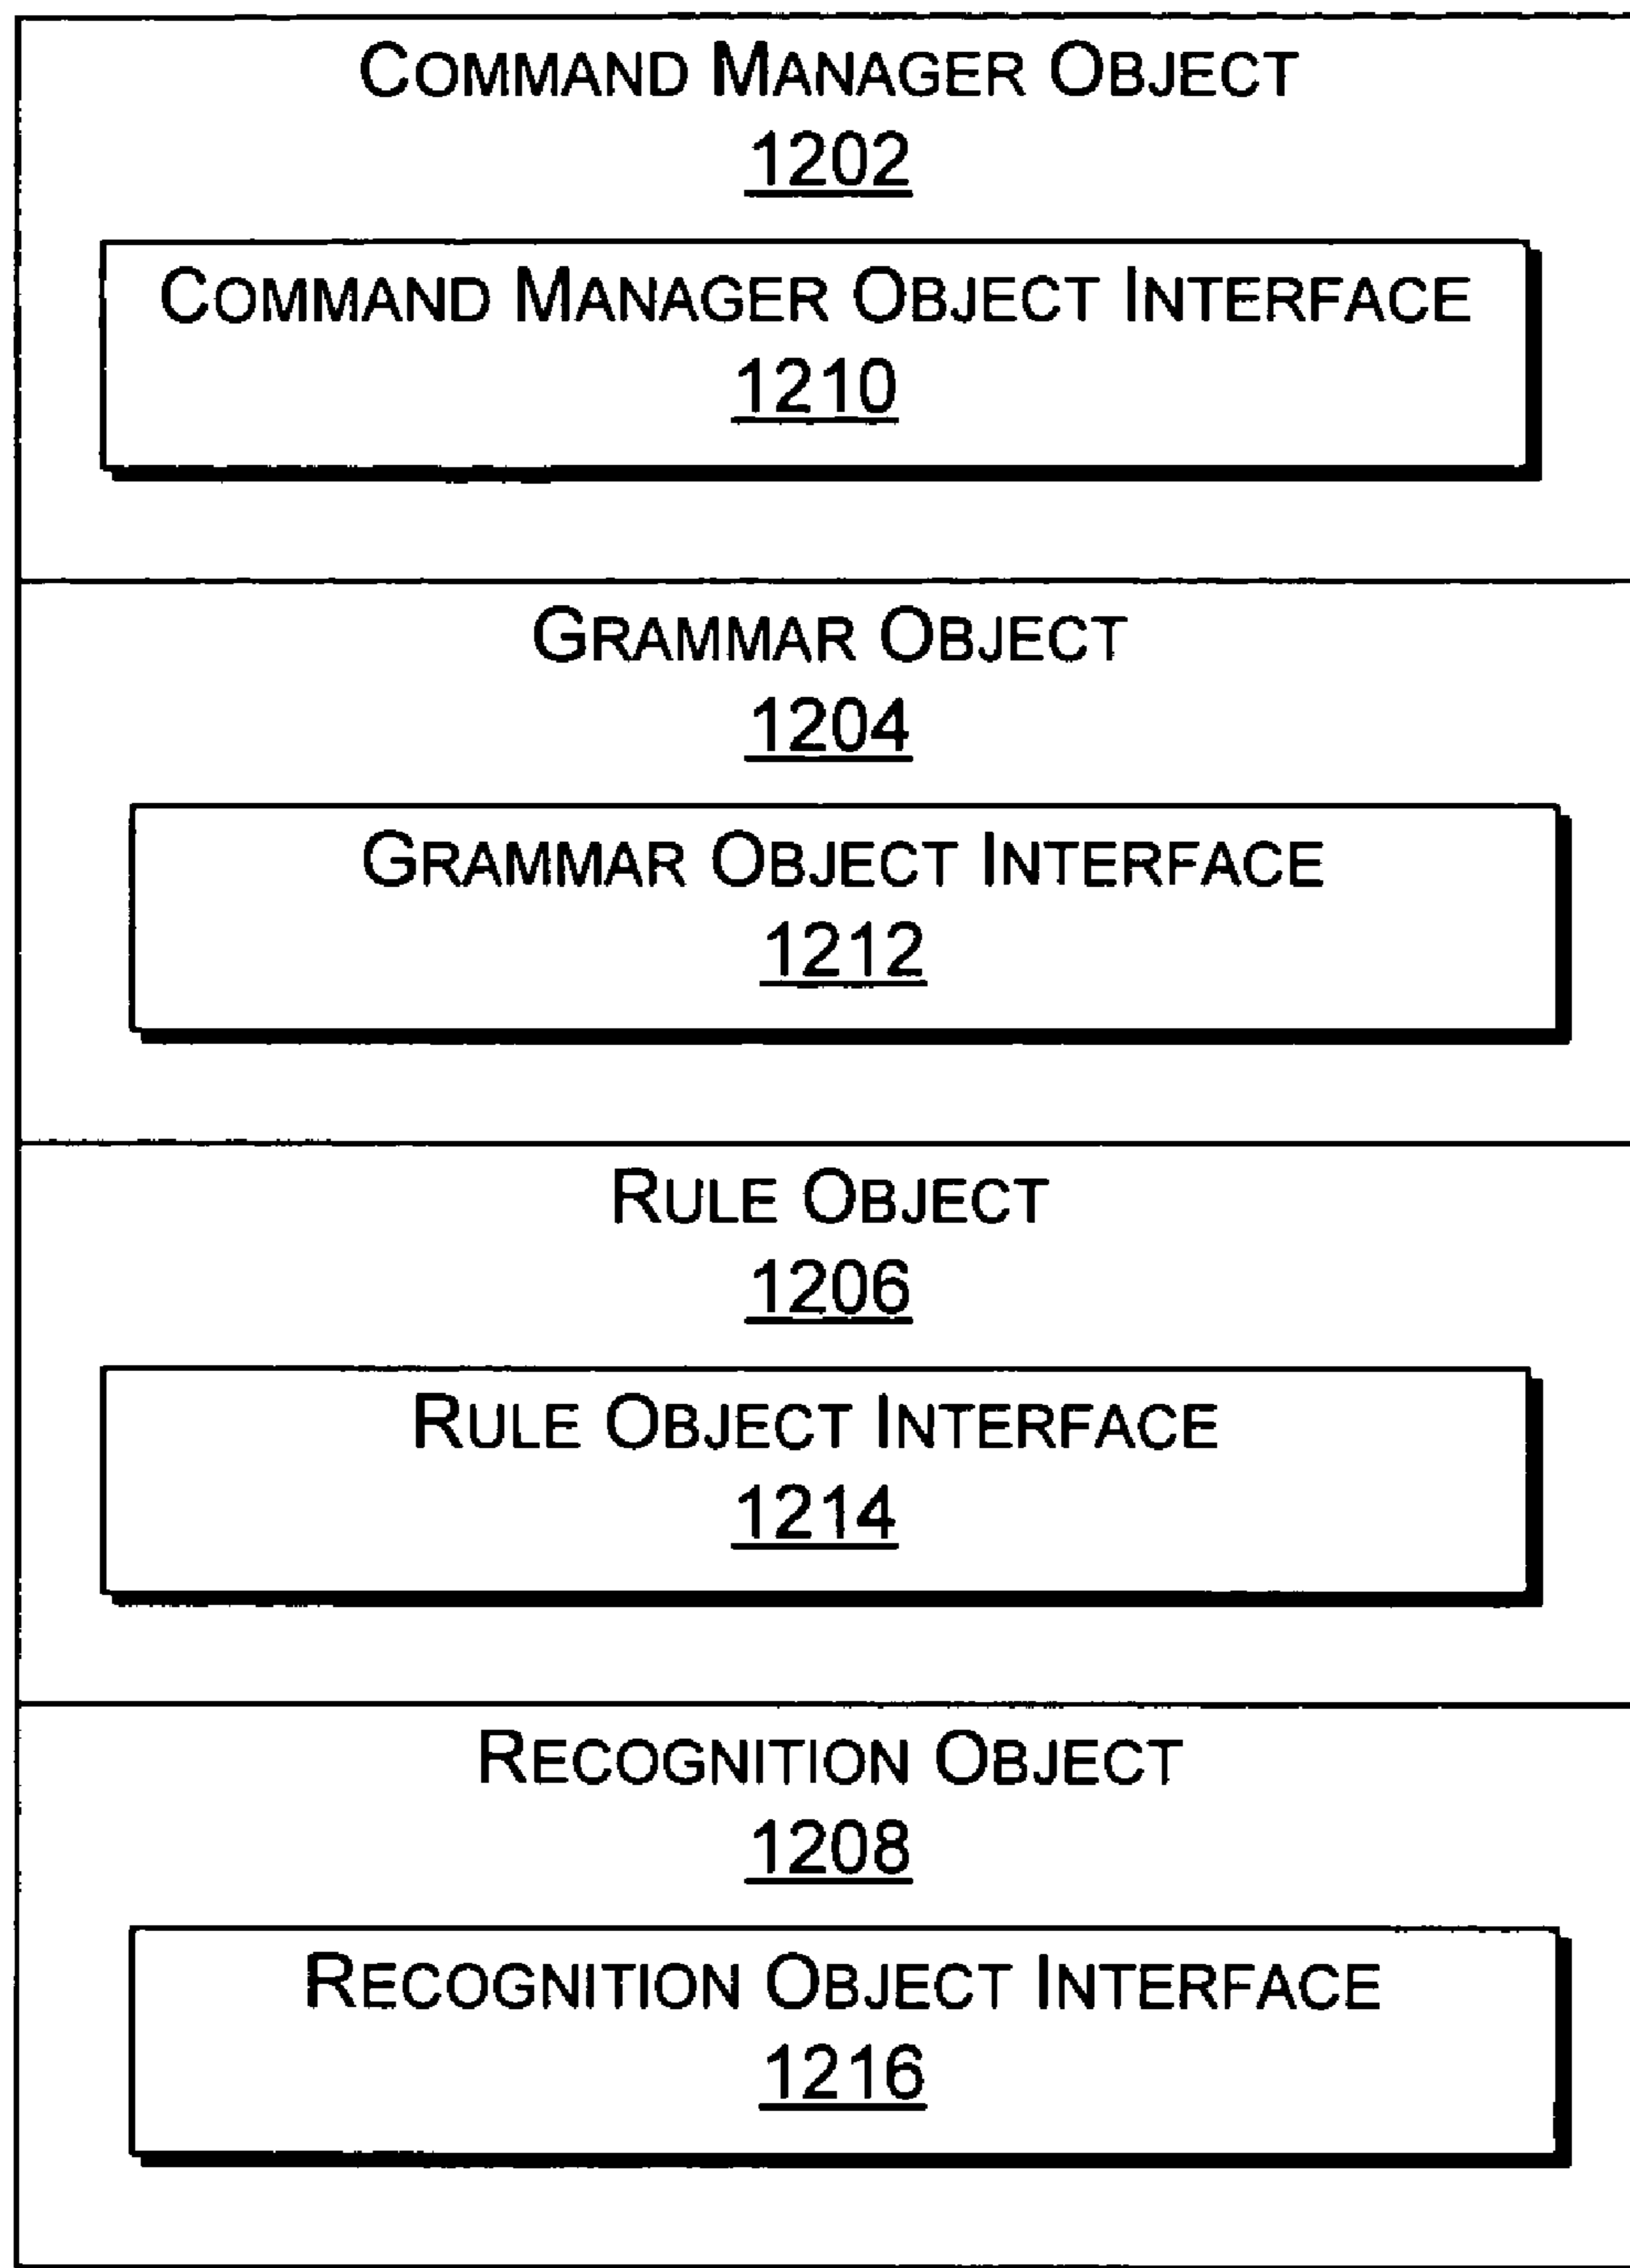 COMMAND MANAGER OBJECT
1202
COMMAND MANAGER OBJECT INTERFACE
1210
GRAMMAR OBJECT
1204
GRAMMAR OBJECT INTERFACE
1212
RULE OBJECT
1206
RULE OBJECT INTERFACE
1214
RECOGNITION OBJECT
1208
RECOGNITION OBJECT INTERFACE
1216